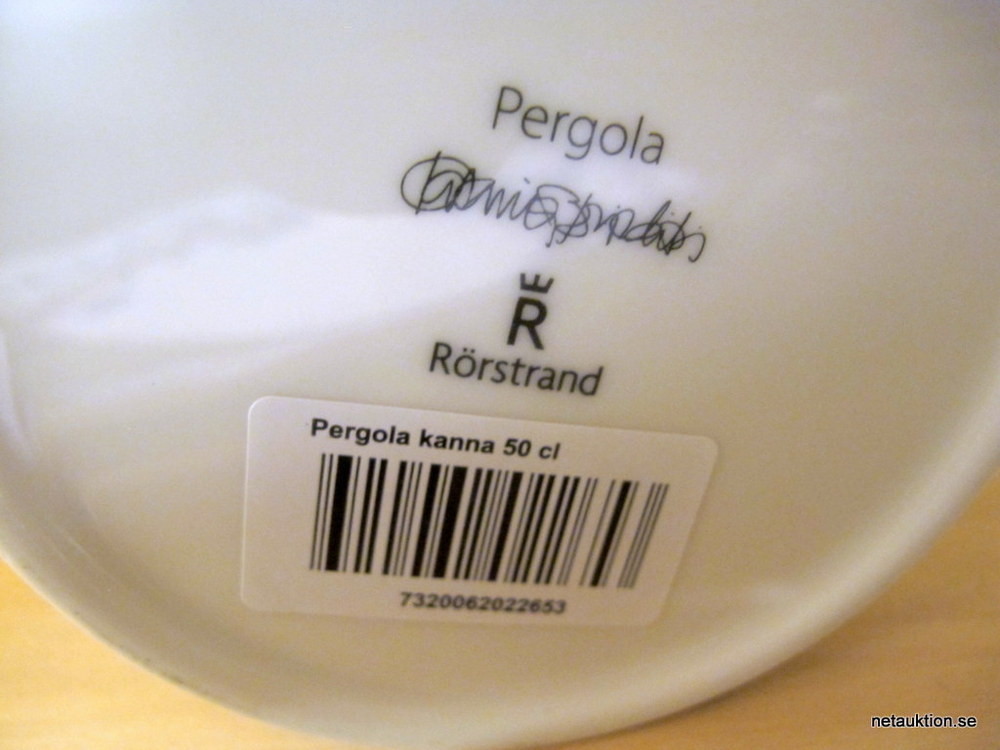 Pergola
R
Rörstrand
Pergola kanna 50 cl
7320062022653
netauktion.se